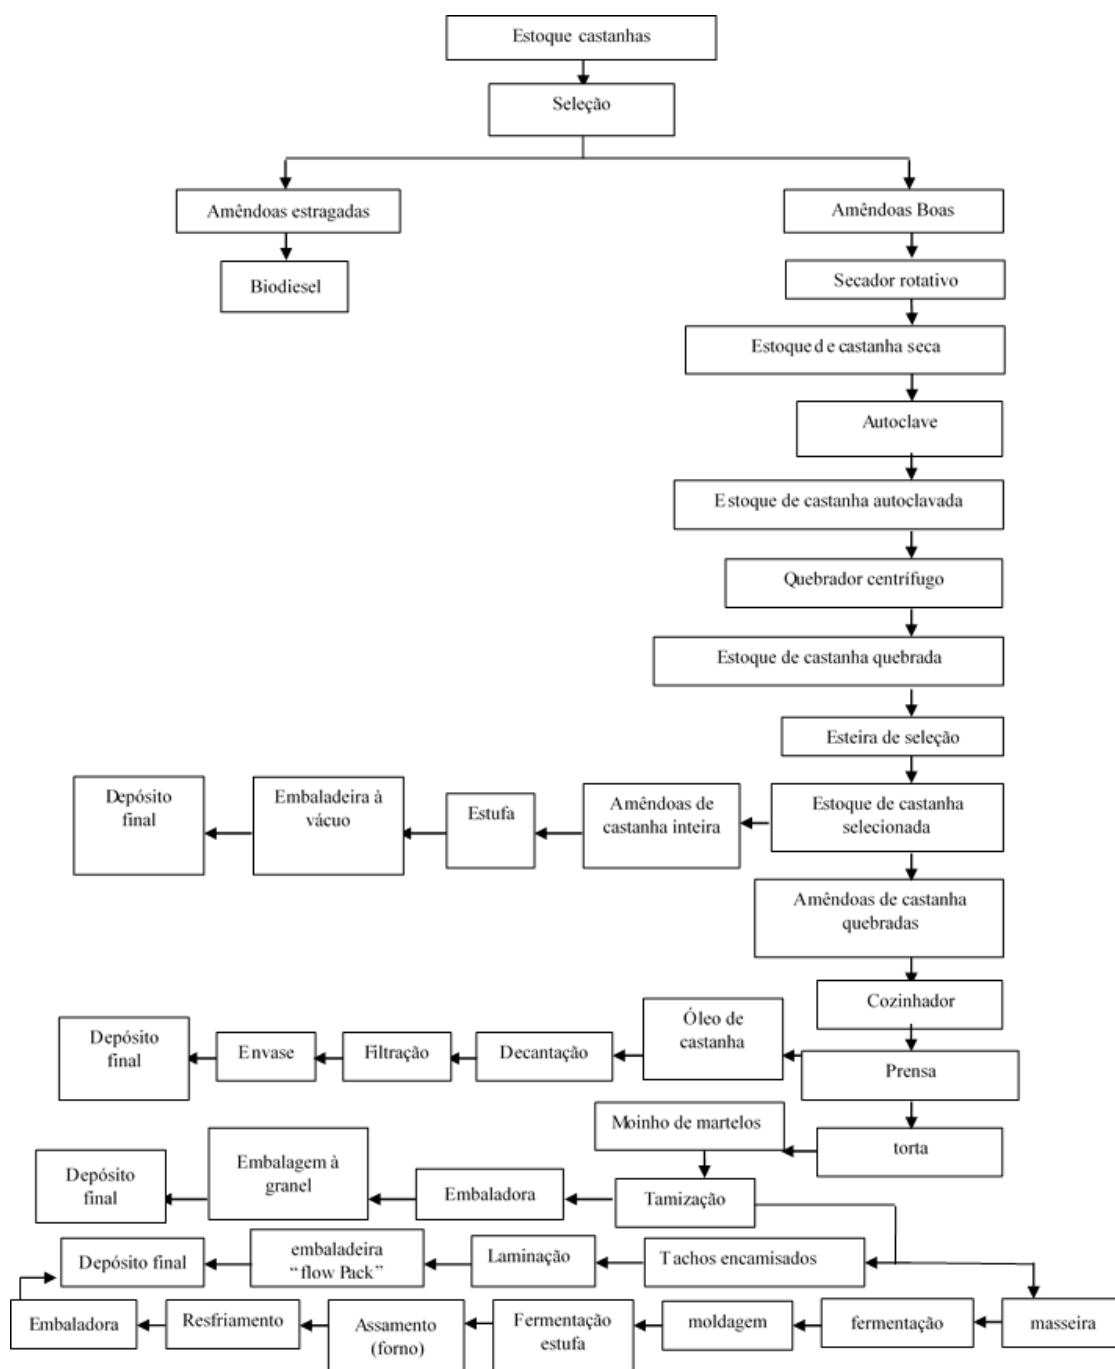 Estoque castanhas
Seleção
Amêndoas estragadas
Amêndoas Boas
Biodiesel
Secador rotativo
Estoque de castanha seca
Autoclave
Estoque de castanha autoclavada
Quebrador centrífugo
Estoque de castanha quebrada
Esteira de seleção
Depósito
final
Embaladeira à
vácuo
Estufa
Amêndoas de
castanha inteira
Estoque de castanha
selecionada
Amêndoas de castanha
quebradas
Cozinhador
Depósito
final
Envase
Filtração
Decantação
Óleo de
castanha
Prensa
Moinho de martelos
torta
Depósito
final
Embalagem à
granel
Embaladora
Tamização
Depósito final
embaladeira
“flow Pack”
Laminação
Tachos encamisados
Embaladora
Resfriamento
Assamento
(forno)
Fermentação
estufa
moldagem
fermentação
masseira